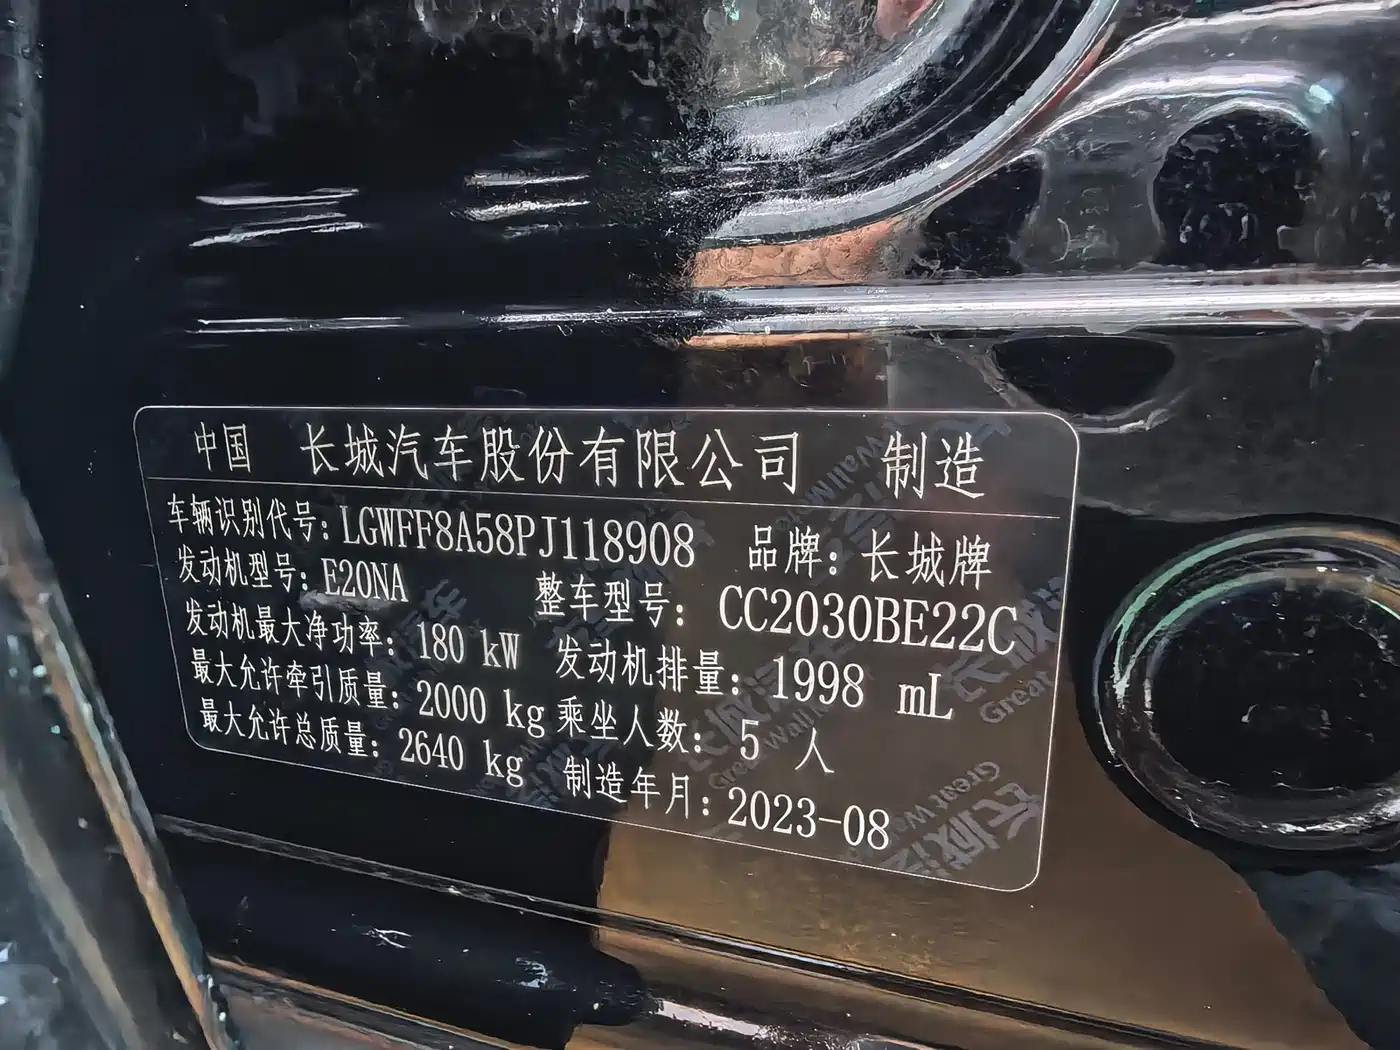 中国 长城汽车股份有限公司 制造
车辆识别代号: LGWFF8A58PJ118908 品牌: 长城牌
发动机型号: E20NA 整车型号: CC2030BE22C
发动机最大净功率: 180 kW 发动机排量: 1998 mL
最大允许牵引质量: 2000 kg 乘坐人数: 5 人
最大允许总质量: 2640 kg 制造年月: 2023-08